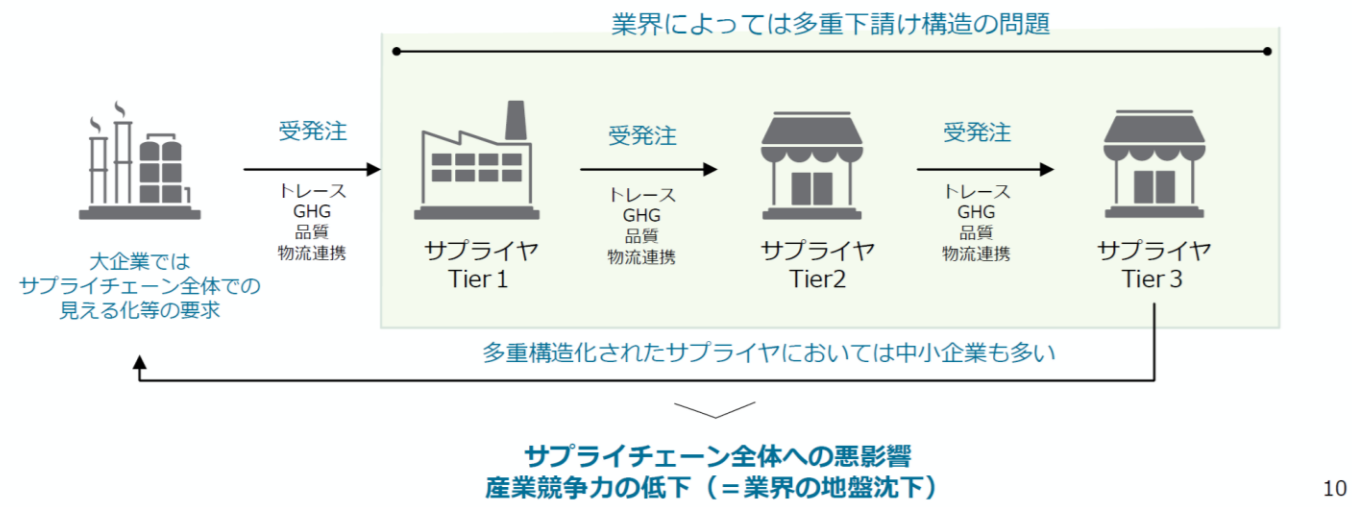 業界によっては多重下請け構造の問題
受発注
トレース
GHG
品質
物流連携
受発注
トレース
GHG
品質
物流連携
受発注
トレース
GHG
品質
物流連携
大企業では
サプライチェーン全体での
見える化等の要求
サプライヤ
Tier 1
サプライヤ
Tier2
サプライヤ
Tier 3
多重構造化されたサプライヤにおいては中小企業も多い
サプライチェーン全体への悪影響
産業競争力の低下（＝業界の地盤沈下）
10